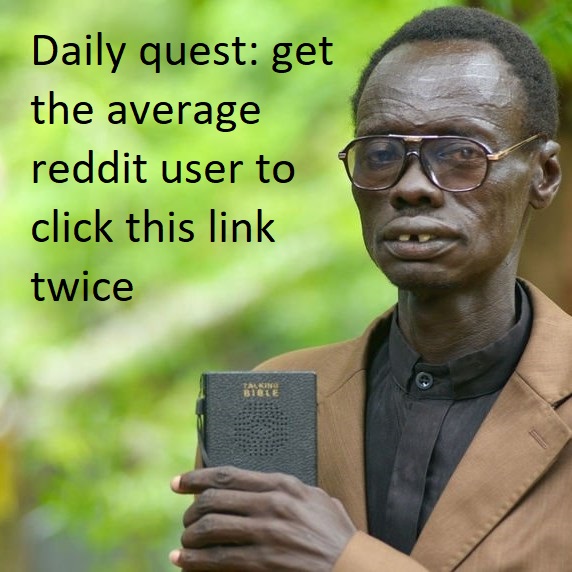 Daily quest: get
the average
reddit user to
click this link
twice
TALKING
BIBLE